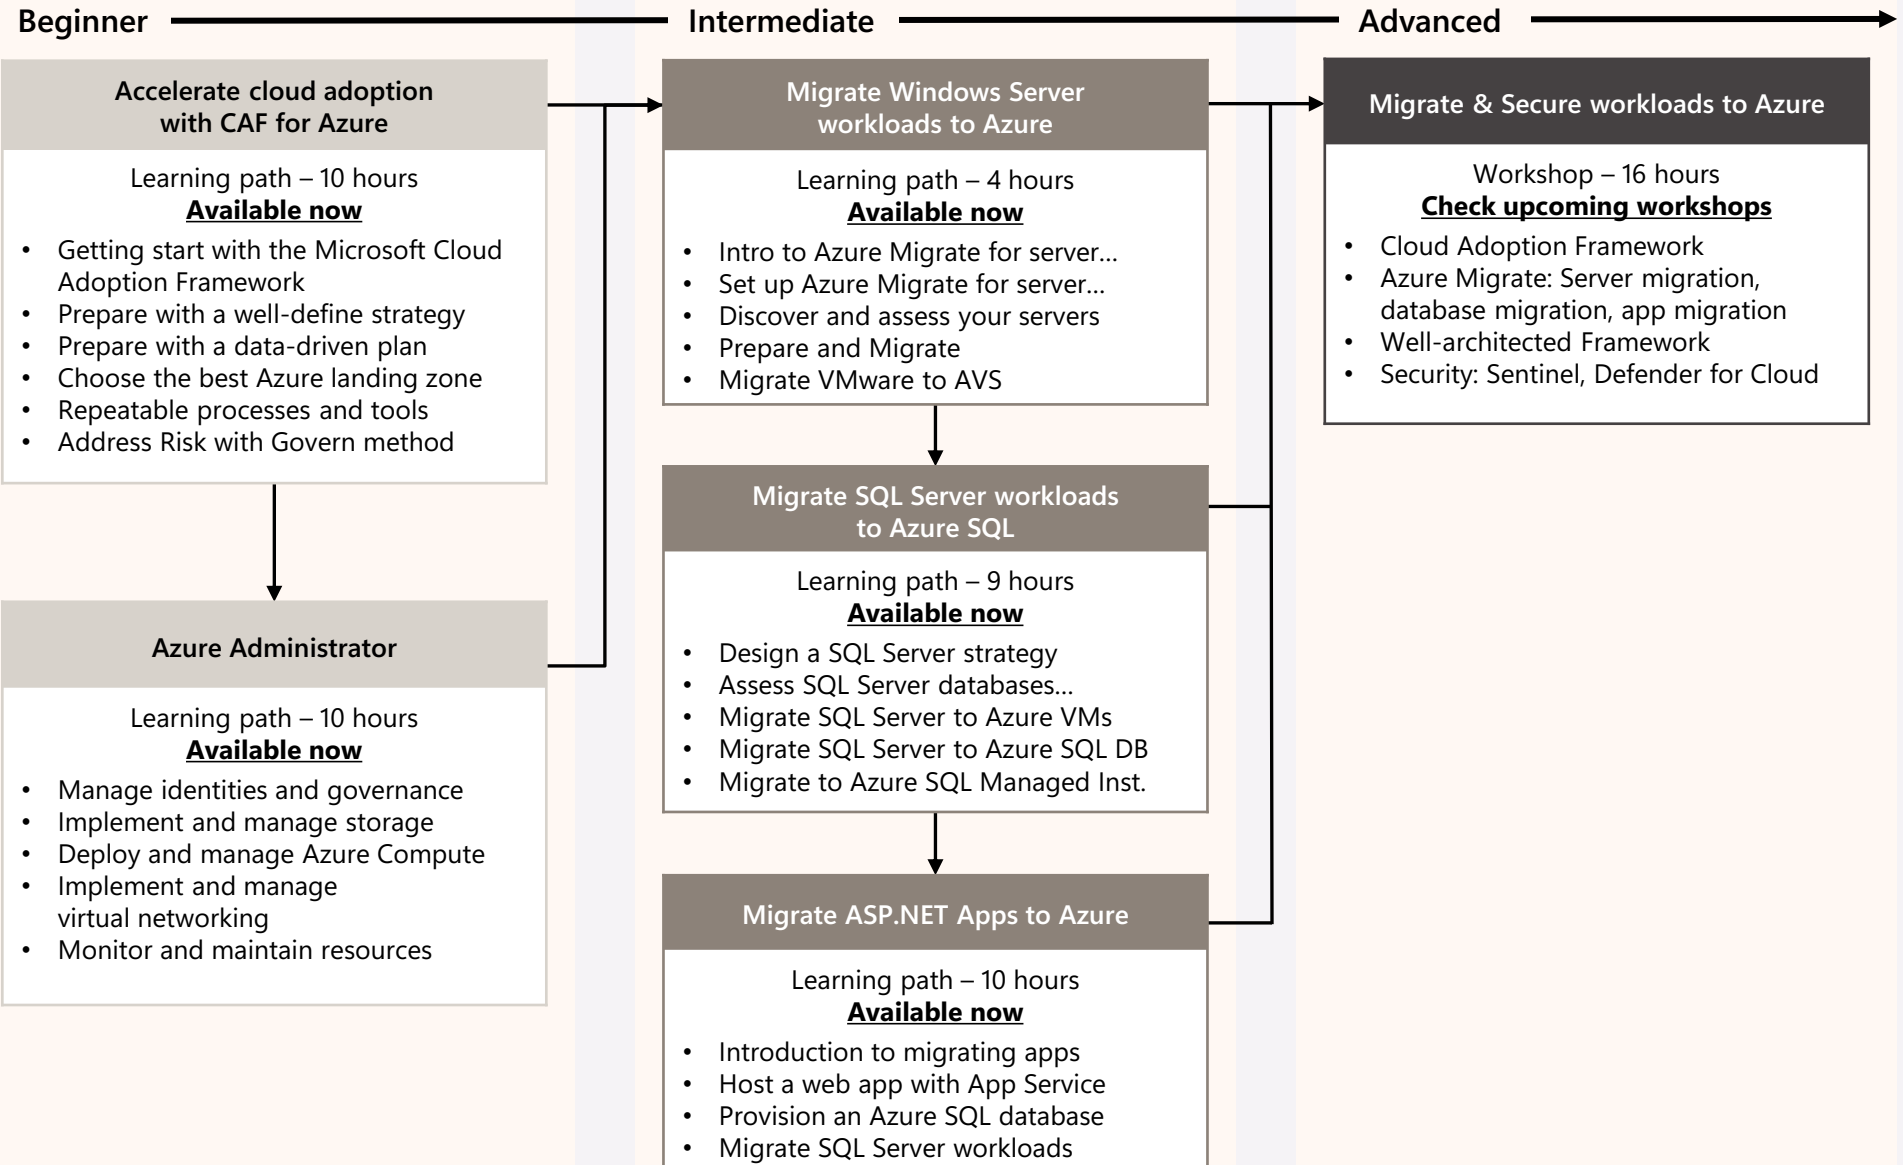 Beginner
Intermediate
Advanced
Accelerate cloud adoption
with CAF for Azure
Learning path – 10 hours
Available now
• Getting start with the Microsoft Cloud
Adoption Framework
• Prepare with a well-define strategy
• Prepare with a data-driven plan
• Choose the best Azure landing zone
• Repeatable processes and tools
• Address Risk with Govern method
Azure Administrator
Learning path – 10 hours
Available now
• Manage identities and governance
• Implement and manage storage
• Deploy and manage Azure Compute
• Implement and manage
virtual networking
• Monitor and maintain resources
Migrate Windows Server
workloads to Azure
Learning path – 4 hours
Available now
• Intro to Azure Migrate for server...
• Set up Azure Migrate for server...
• Discover and assess your servers
• Prepare and Migrate
• Migrate VMware to AVS
Migrate SQL Server workloads
to Azure SQL
Learning path – 9 hours
Available now
• Design a SQL Server strategy
• Assess SQL Server databases...
• Migrate SQL Server to Azure VMs
• Migrate SQL Server to Azure SQL DB
• Migrate to Azure SQL Managed Inst.
Migrate ASP.NET Apps to Azure
Learning path – 10 hours
Available now
• Introduction to migrating apps
• Host a web app with App Service
• Provision an Azure SQL database
• Migrate SQL Server workloads
Migrate & Secure workloads to Azure
Workshop – 16 hours
Check upcoming workshops
• Cloud Adoption Framework
• Azure Migrate: Server migration,
database migration, app migration
• Well-architected Framework
• Security: Sentinel, Defender for Cloud